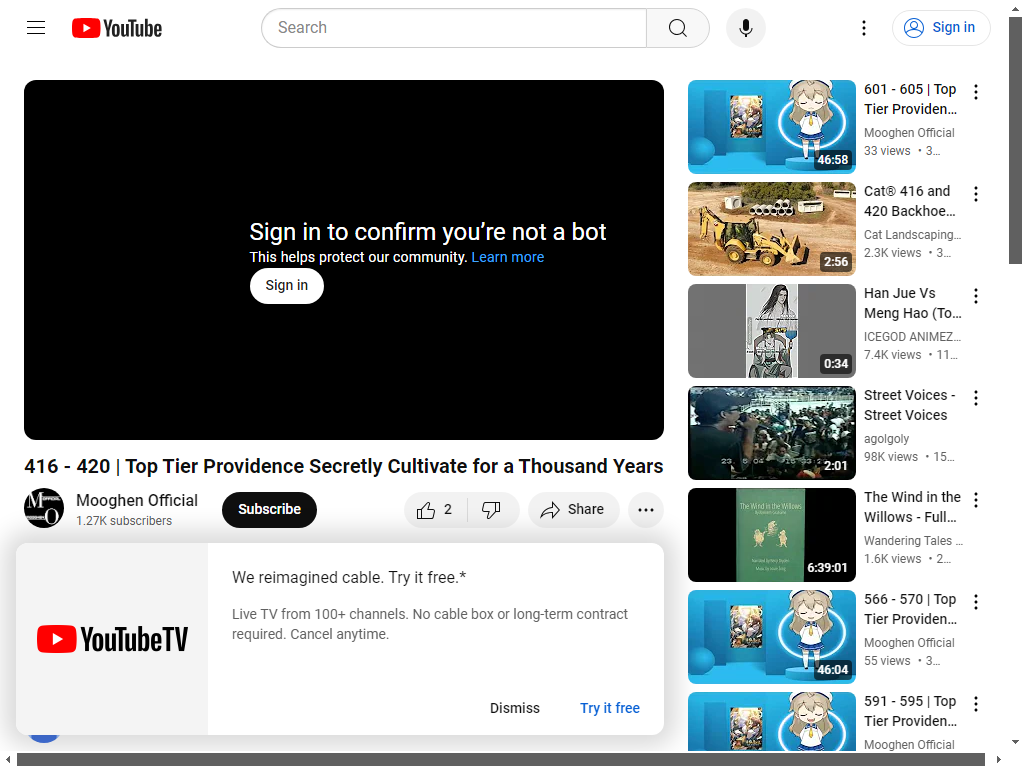 YouTube
Search
Sign in
Sign in to confirm you’re not a bot
This helps protect our community. Learn more
Sign in
416 - 420 | Top Tier Providence Secretly Cultivate for a Thousand Years
Mooghen Official
1.27K subscribers
Subscribe
2
Share
We reimagined cable. Try it free.*
Live TV from 100+ channels. No cable box or long-term contract
required. Cancel anytime.
YouTubeTV
Dismiss
Try it free
46:58
601 - 605 | Top
Tier Providen…
Mooghen Official
33 views • 3…
2:56
Cat® 416 and
420 Backhoe…
Cat Landscaping…
2.3K views • 3…
0:34
Han Jue Vs
Meng Hao (To…
ICEGOD ANIMEZ…
7.4K views • 11…
2:01
Street Voices -
Street Voices
agolgoly
98K views • 15…
The Wind in the Willows
6:39:01
The Wind in the
Willows - Full…
Wandering Tales …
1.6K views • 2…
46:04
566 - 570 | Top
Tier Providen…
Mooghen Official
55 views • 3…
591 - 595 | Top
Tier Providen…
Mooghen Official